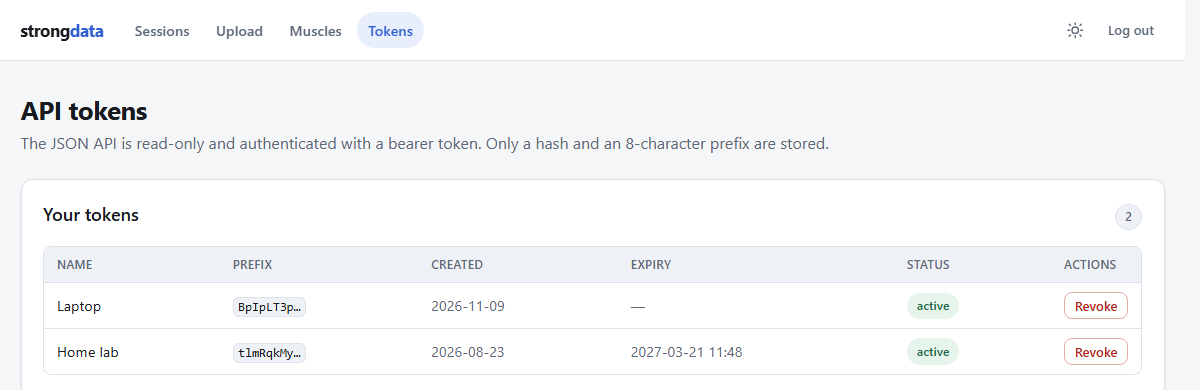 strongdata Sessions Upload Muscles Tokens Log out
API tokens
The JSON API is read-only and authenticated with a bearer token. Only a hash and an 8-character prefix are stored.
Your tokens 2
NAME PREFIX CREATED EXPIRY STATUS ACTIONS
Laptop BpIpLT3p… 2026-11-09 — active Revoke
Home lab tlmRqkMy… 2026-08-23 2027-03-21 11:48 active Revoke